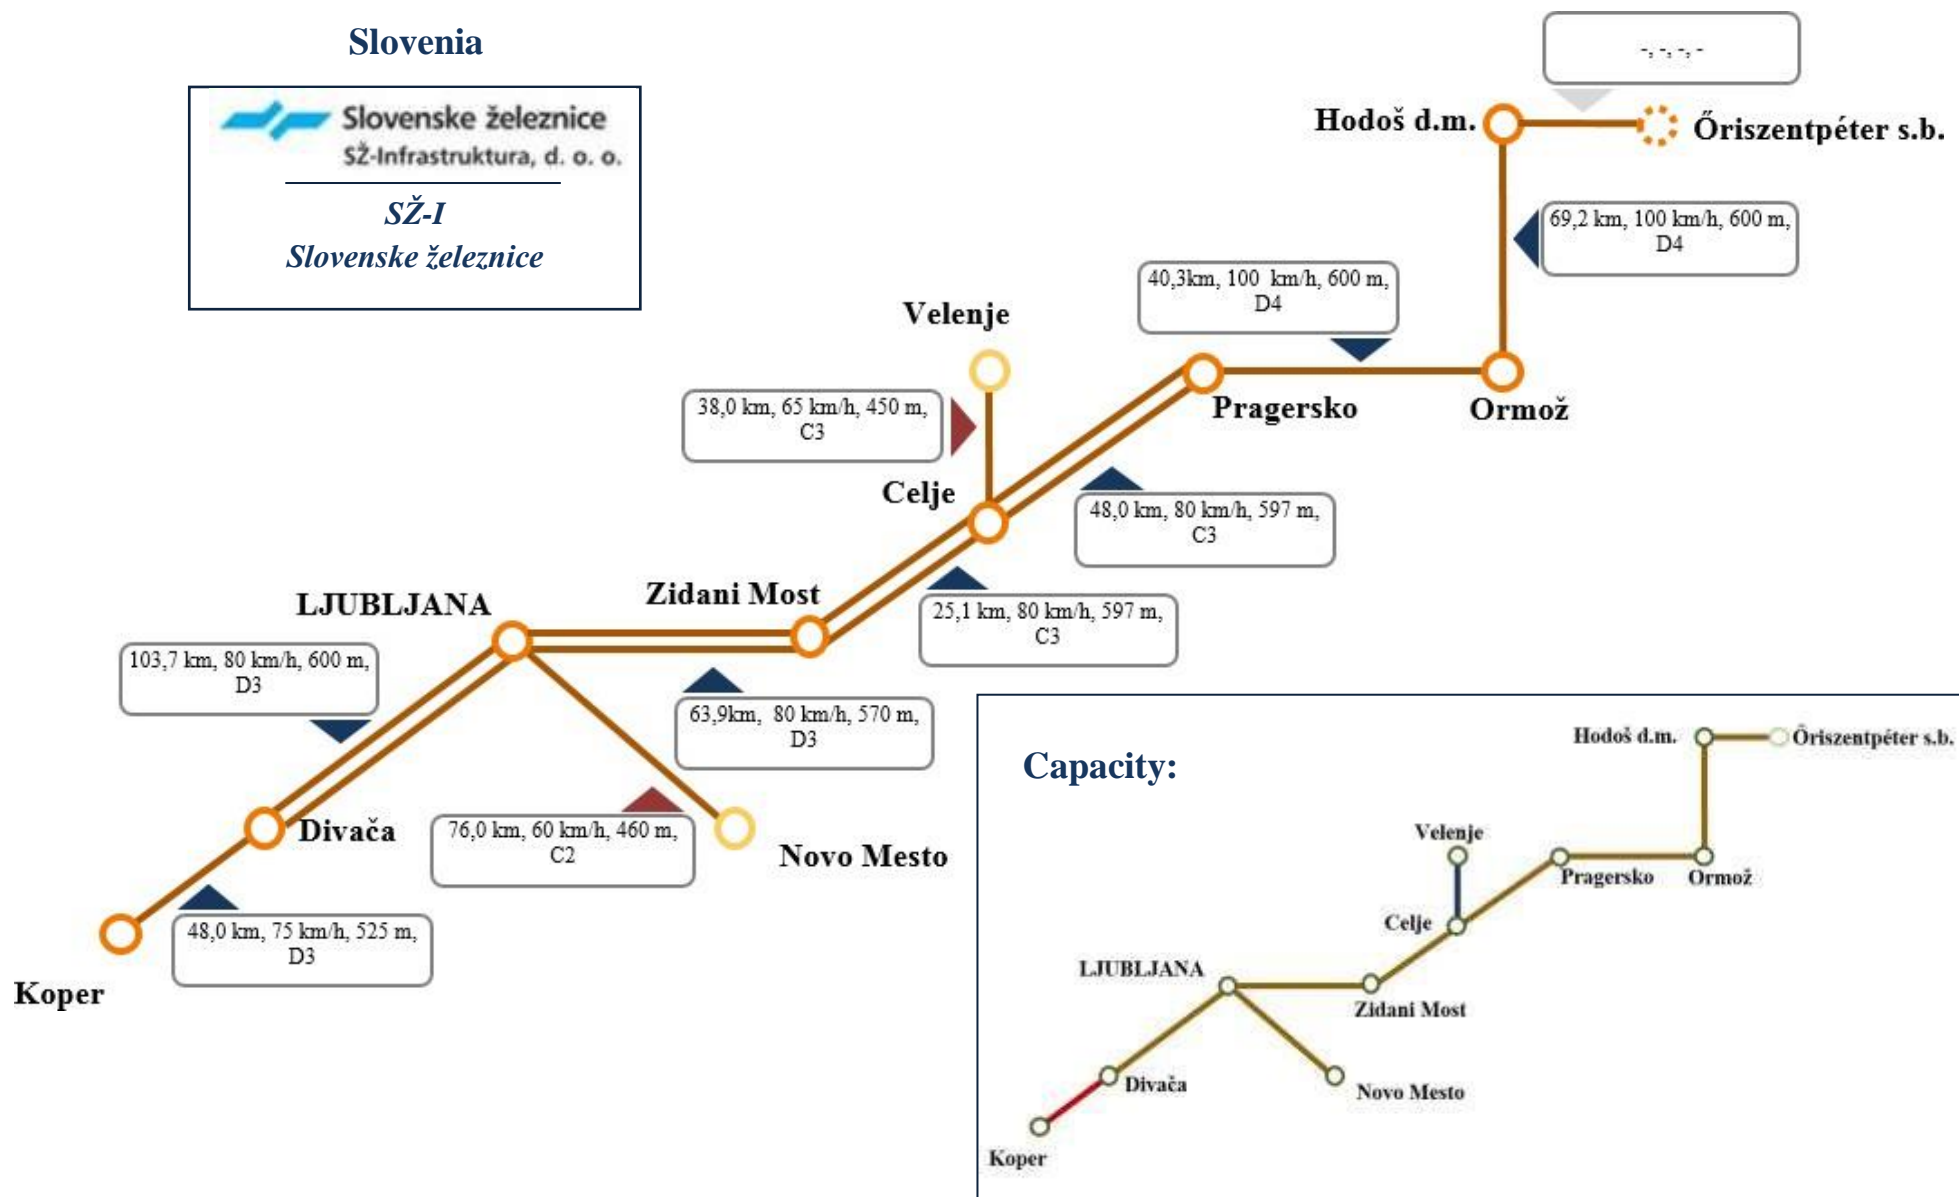 Slovenia
Slovenske železnice
SŽ-Infrastruktura, d. o. o.
SŽ-I
Slovenske železnice
-, -, -, -
Hodoš d.m.
Őriszentpéter s.b.
69,2 km, 100 km/h, 600 m,
D4
40,3km, 100  km/h, 600 m,
D4
Velenje
38,0 km, 65 km/h, 450 m,
C3
Pragersko
Ormož
Celje
48,0 km, 80 km/h, 597 m,
C3
Zidani Most
LJUBLJANA
25,1 km, 80 km/h, 597 m,
C3
103,7 km, 80 km/h, 600 m,
D3
63,9km,  80 km/h, 570 m,
D3
Divača
76,0 km, 60 km/h, 460 m,
C2
Novo Mesto
48,0 km, 75 km/h, 525 m,
D3
Koper
Capacity:
Hodoš d.m.
Őriszentpéter s.b.
Velenje
Pragersko
Ormož
Celje
LJUBLJANA
Zidani Most
Divača
Novo Mesto
Koper